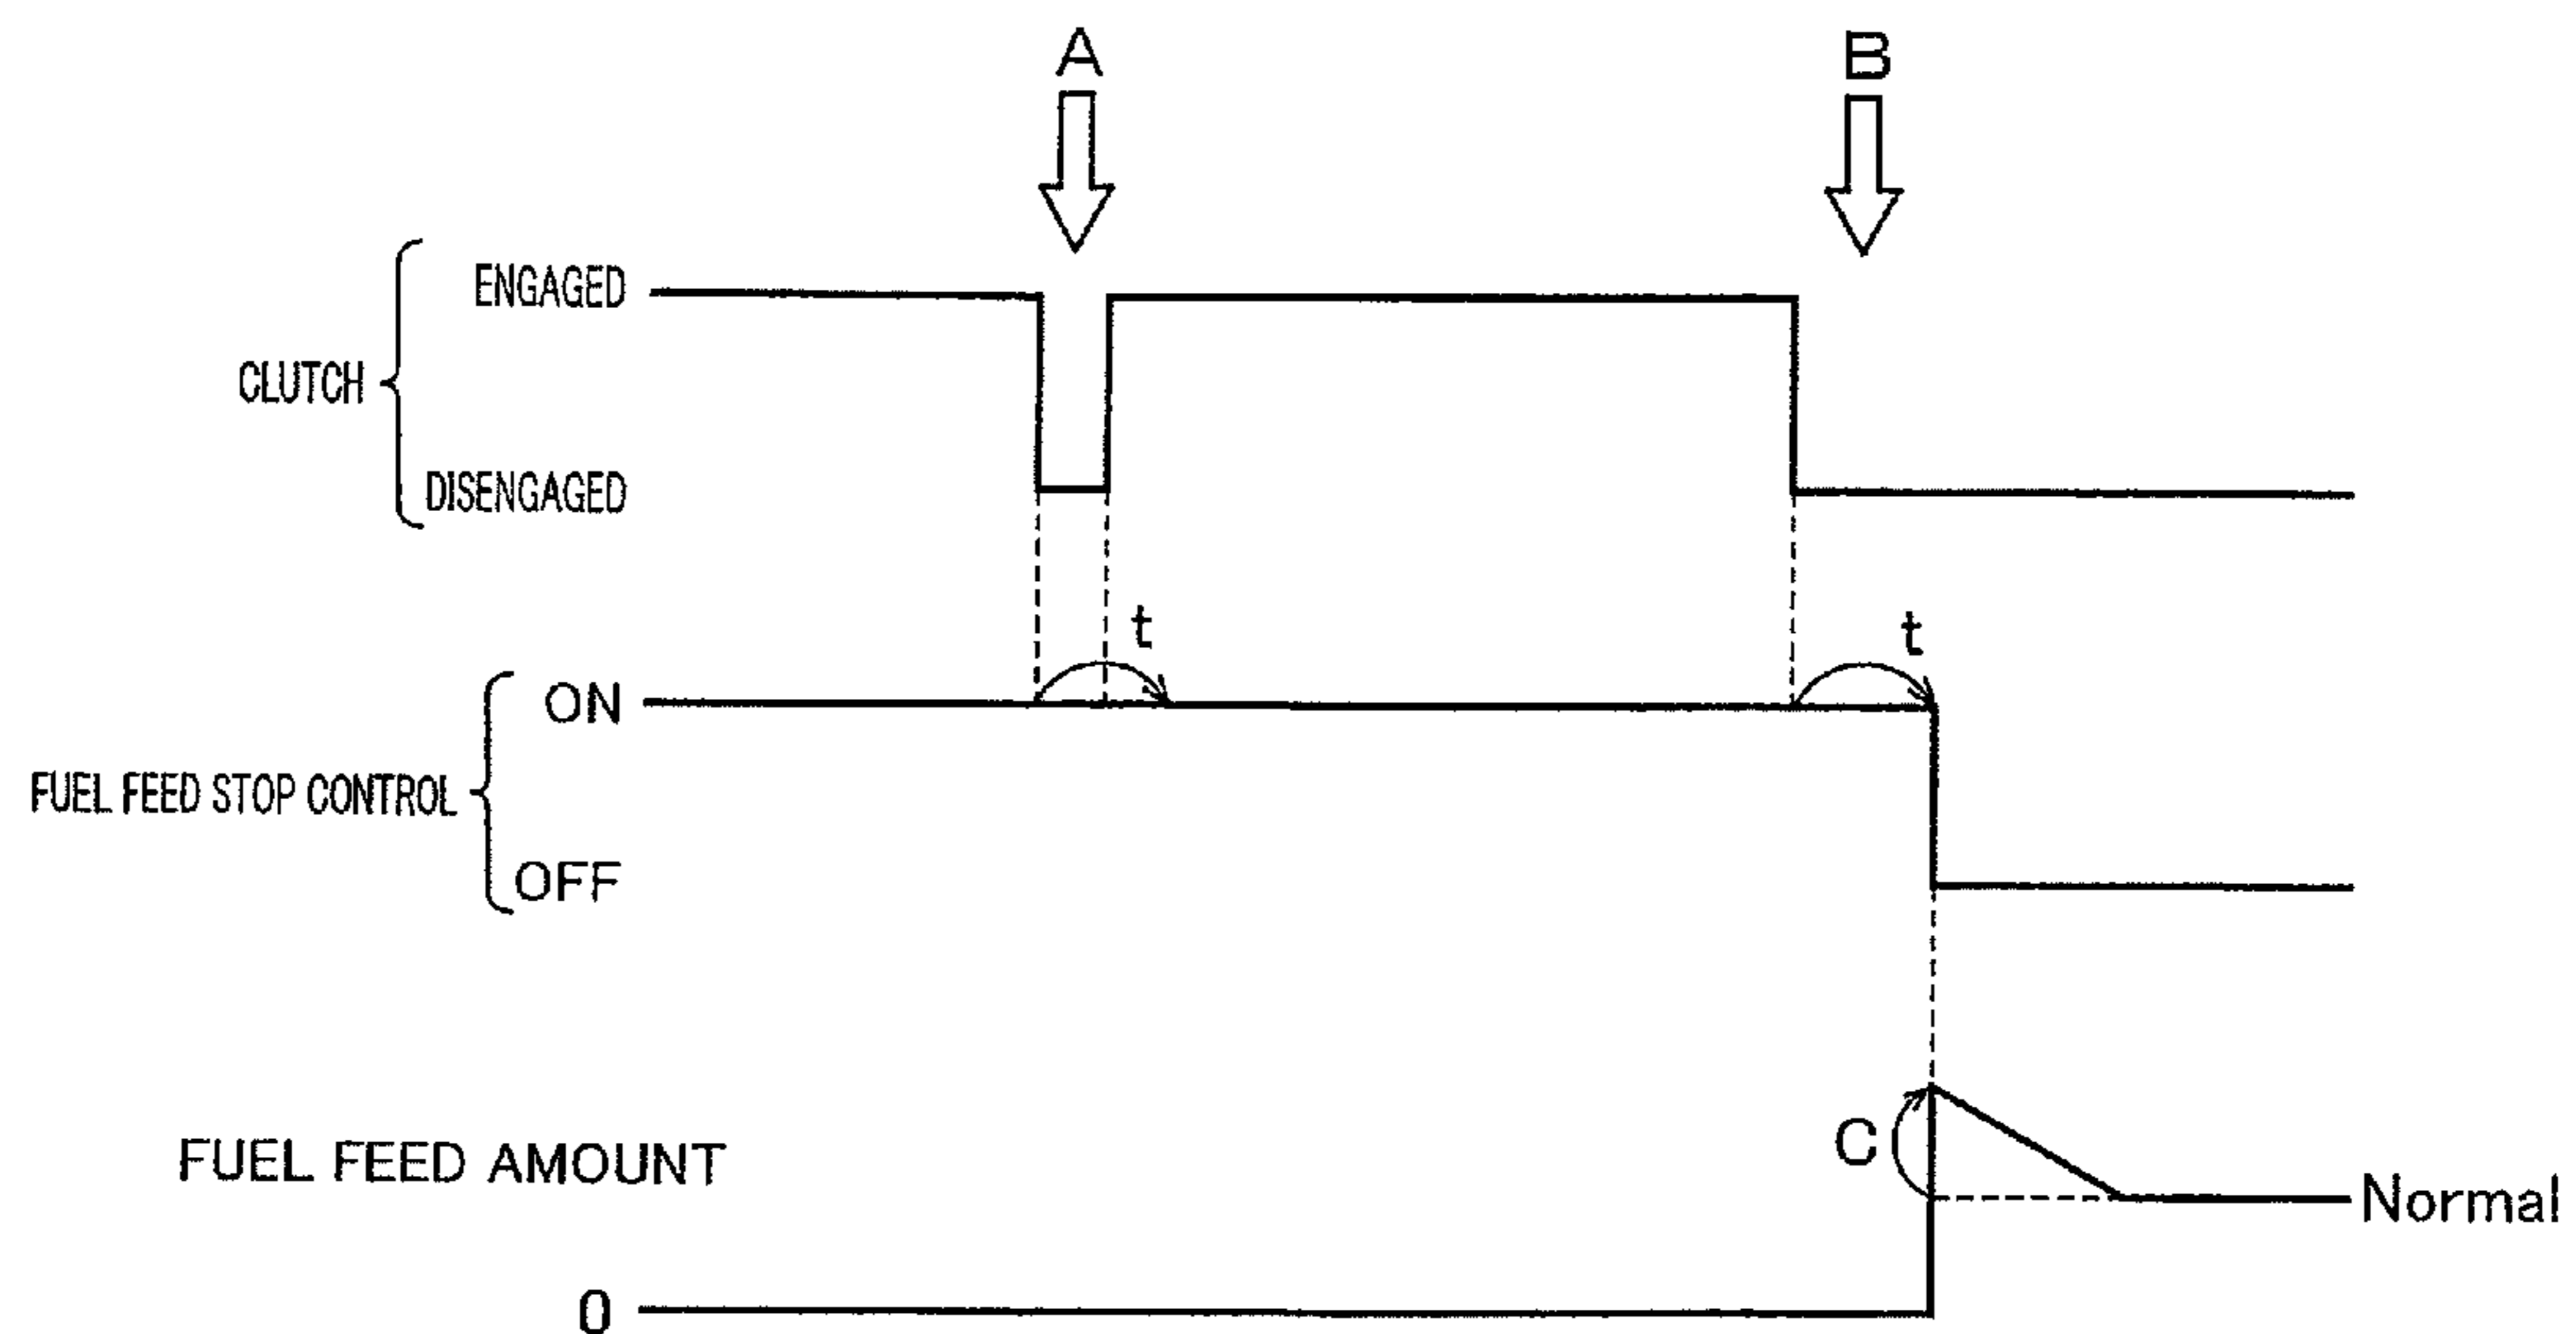 A
B
ENGAGED
CLUTCH
DISENGAGED
t
t
ON
FUEL FEED STOP CONTROL
OFF
C
FUEL FEED AMOUNT
Normal
0